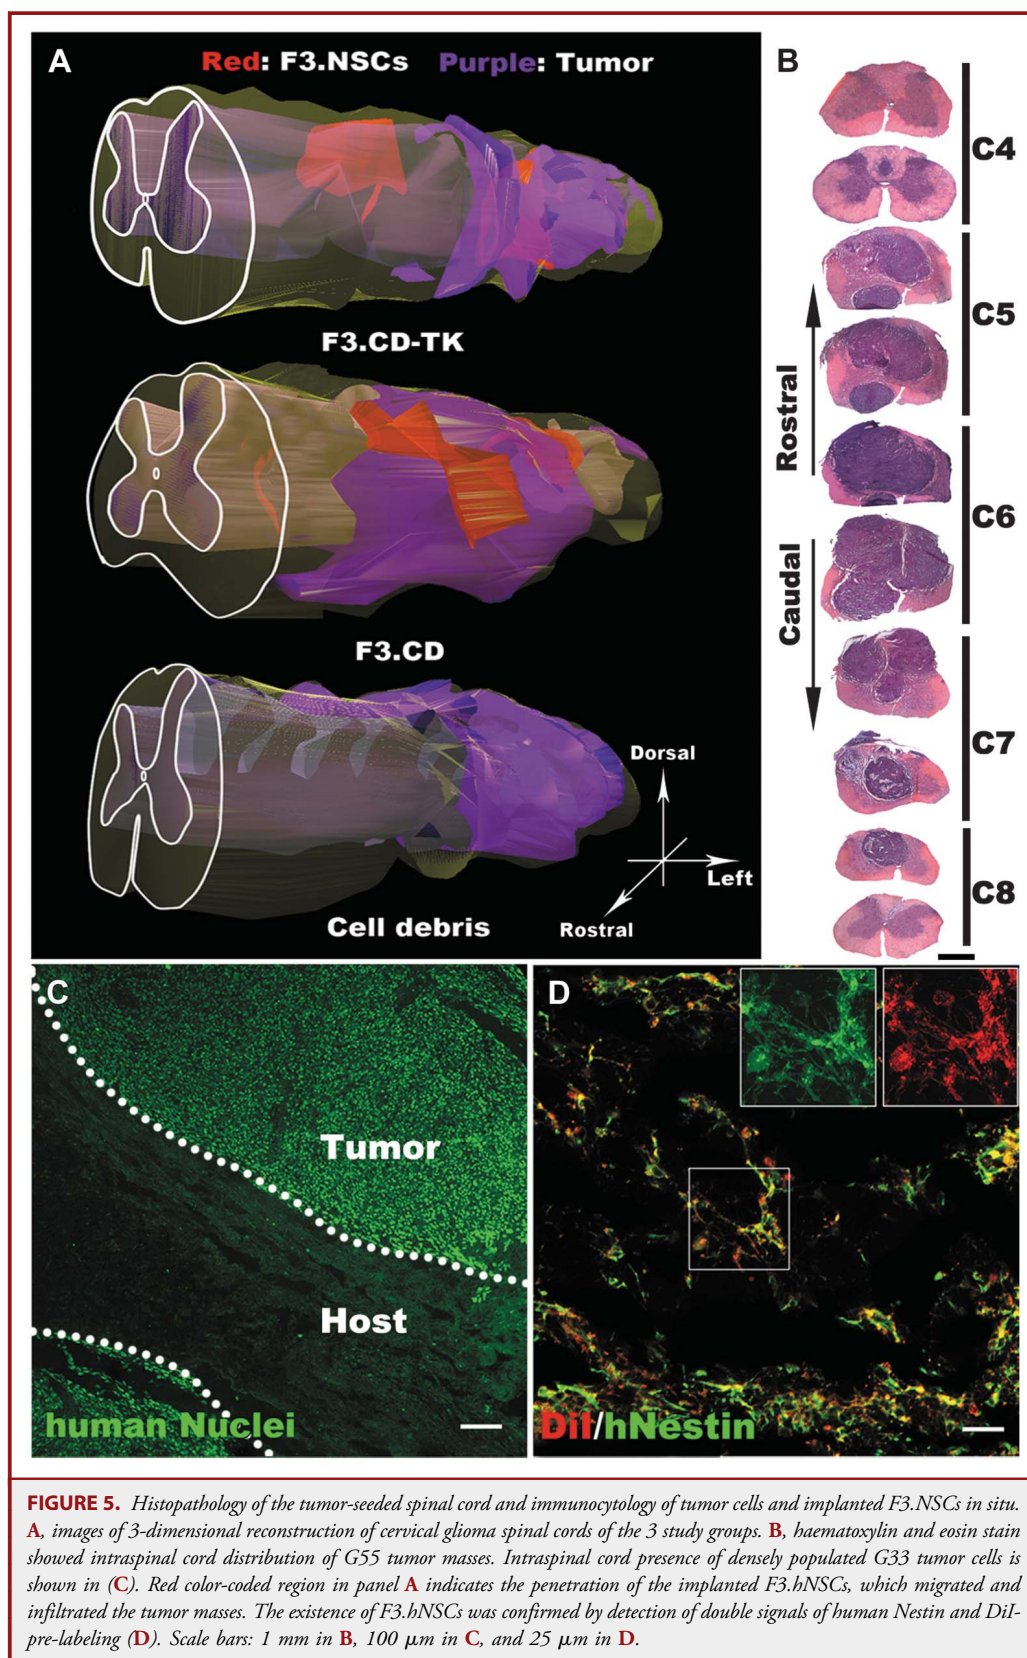 A
Red: F3.NSCs Purple: Tumor
F3.CD-TK
F3.CD
Cell debris
Dorsal
Left
Rostral
B
Rostral
Caudal
C4
C5
C6
C7
C8
C
Tumor
Host
human Nuclei
D
DiI/hNestin
FIGURE 5. Histopathology of the tumor-seeded spinal cord and immunocytology of tumor cells and implanted F3.NSCs in situ.
A, images of 3-dimensional reconstruction of cervical glioma spinal cords of the 3 study groups. B, haematoxylin and eosin stain
showed intraspinal cord distribution of G55 tumor masses. Intraspinal cord presence of densely populated G33 tumor cells is
shown in (C). Red color-coded region in panel A indicates the penetration of the implanted F3.hNSCs, which migrated and
infiltrated the tumor masses. The existence of F3.hNSCs was confirmed by detection of double signals of human Nestin and DiI-
pre-labeling (D). Scale bars: 1 mm in B, 100 μm in C, and 25 μm in D.